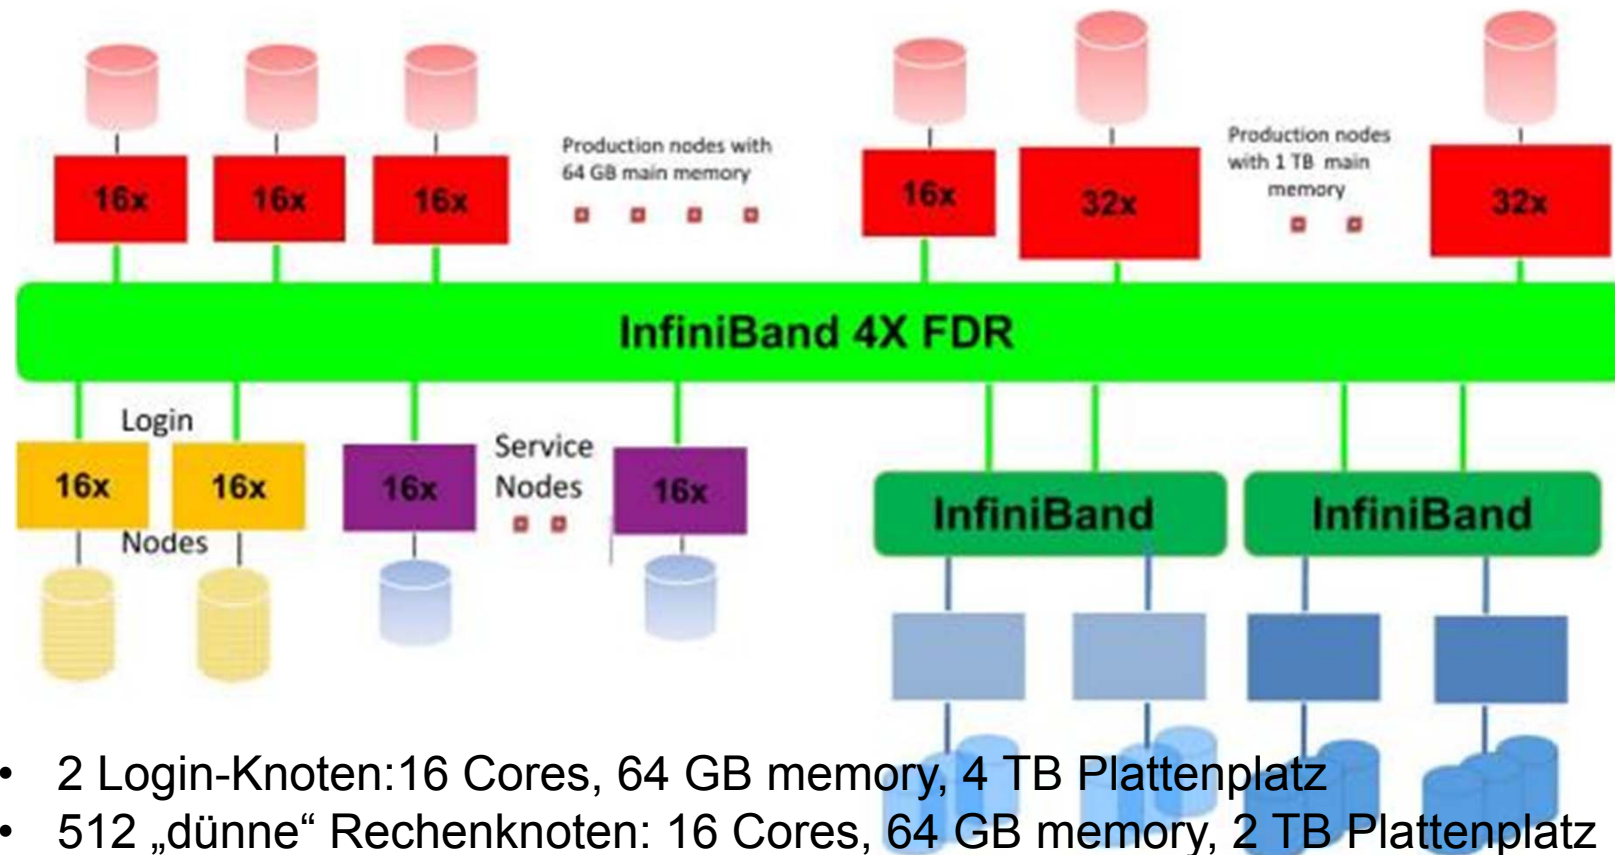 Production nodes with
64 GB main memory
Production nodes
with 1 TB main
memory
16x
16x
16x
16x
32x
32x
InfiniBand 4X FDR
Login
Service
Nodes
16x
16x
16x
16x
Nodes
InfiniBand
InfiniBand
• 2 Login-Knoten:16 Cores, 64 GB memory, 4 TB Plattenplatz
• 512 „dünne“ Rechenknoten: 16 Cores, 64 GB memory, 2 TB Plattenplatz